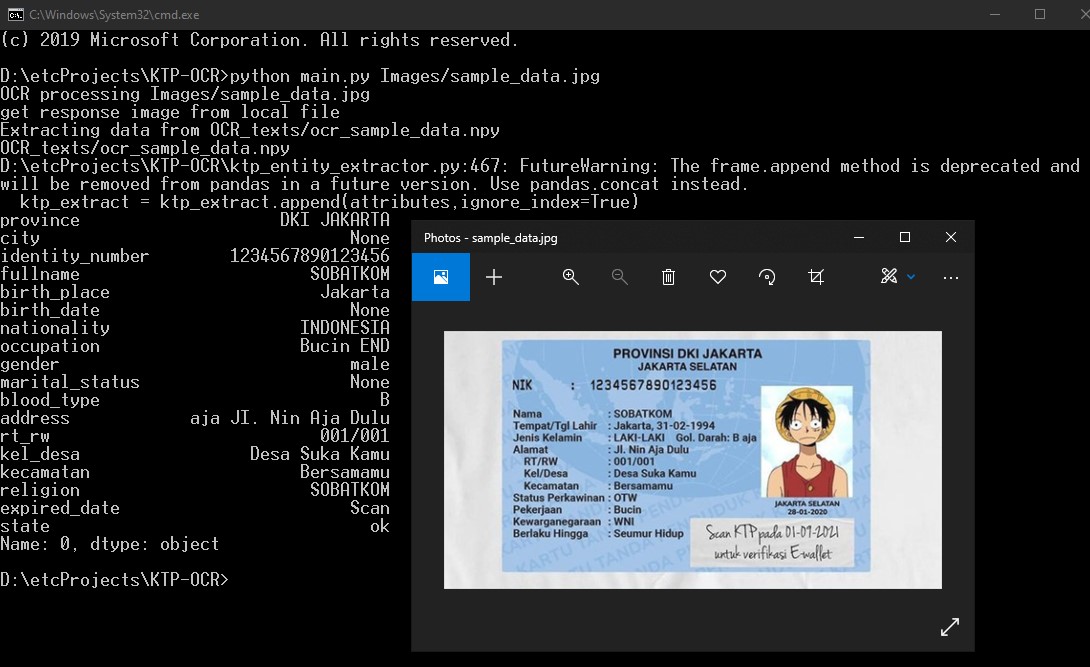 C:\Windows\System32\cmd.exe
(c) 2019 Microsoft Corporation. All rights reserved.
D:\etcProjects\KTP-OCR>python main.py Images/sample_data.jpg
OCR processing Images/sample_data.jpg
get response image from local file
Extracting data from OCR_texts/ocr_sample_data.npy
OCR_texts/ocr_sample_data.npy
D:\etcProjects\KTP-OCR\ktp_entity_extractor.py:467: FutureWarning: The frame.append method is deprecated and
will be removed from pandas in a future version. Use pandas.concat instead.
ktp_extract = ktp_extract.append(attributes,ignore_index=True)
province DKI JAKARTA
city None
identity_number 1234567890123456
fullname SOBATKOM
birth_place Jakarta
birth_date None
nationality INDONESIA
occupation Bucin END
gender male
marital_status None
blood_type B
address aja JI. Nin Aja Dulu
rt_rw 001/001
kel_desa Desa Suka Kamu
kecamatan Bersamamu
religion SOBATKOM
expired_date Scan
state ok
Name: 0, dtype: object
D:\etcProjects\KTP-OCR>
Photos - sample_data.jpg
PROVINSI DKI JAKARTA
JAKARTA SELATAN
NIK : 1234567890123456
Nama : SOBATKOM
Tempat/Tgl Lahir : Jakarta, 31-02-1994
Jenis Kelamin : LAKI-LAKI Gol. Darah: B aja
Alamat : Jl. Nin Aja Dulu
RT/RW : 001/001
Kel/Desa : Desa Suka Kamu
Kecamatan : Bersamamu
Status Perkawinan : OTW
Pekerjaan : Bucin
Kewarganegaraan : WNI
Berlaku Hingga : Seumur Hidup
JAKARTA SELATAN
28-01-2020
Scan KTP pada 01-09-2021
untuk verifikasi E-wallet